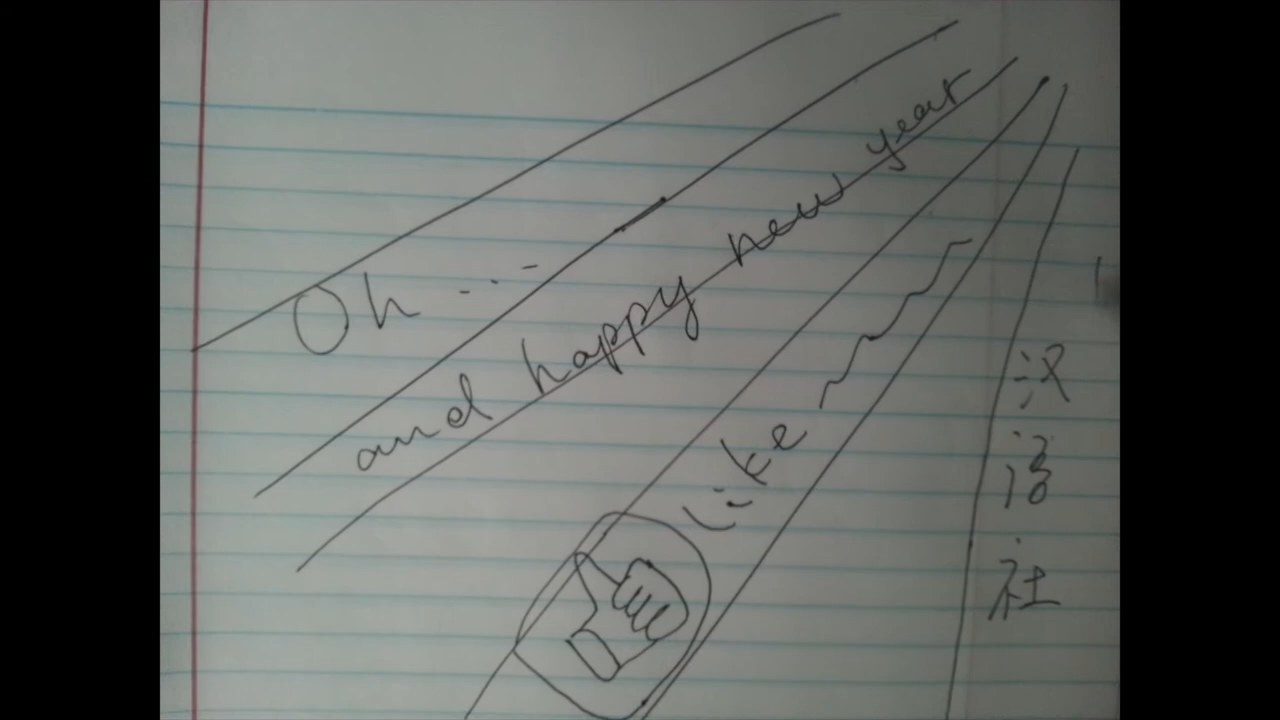 Oh ...
and happy new year
like
汉
语
社